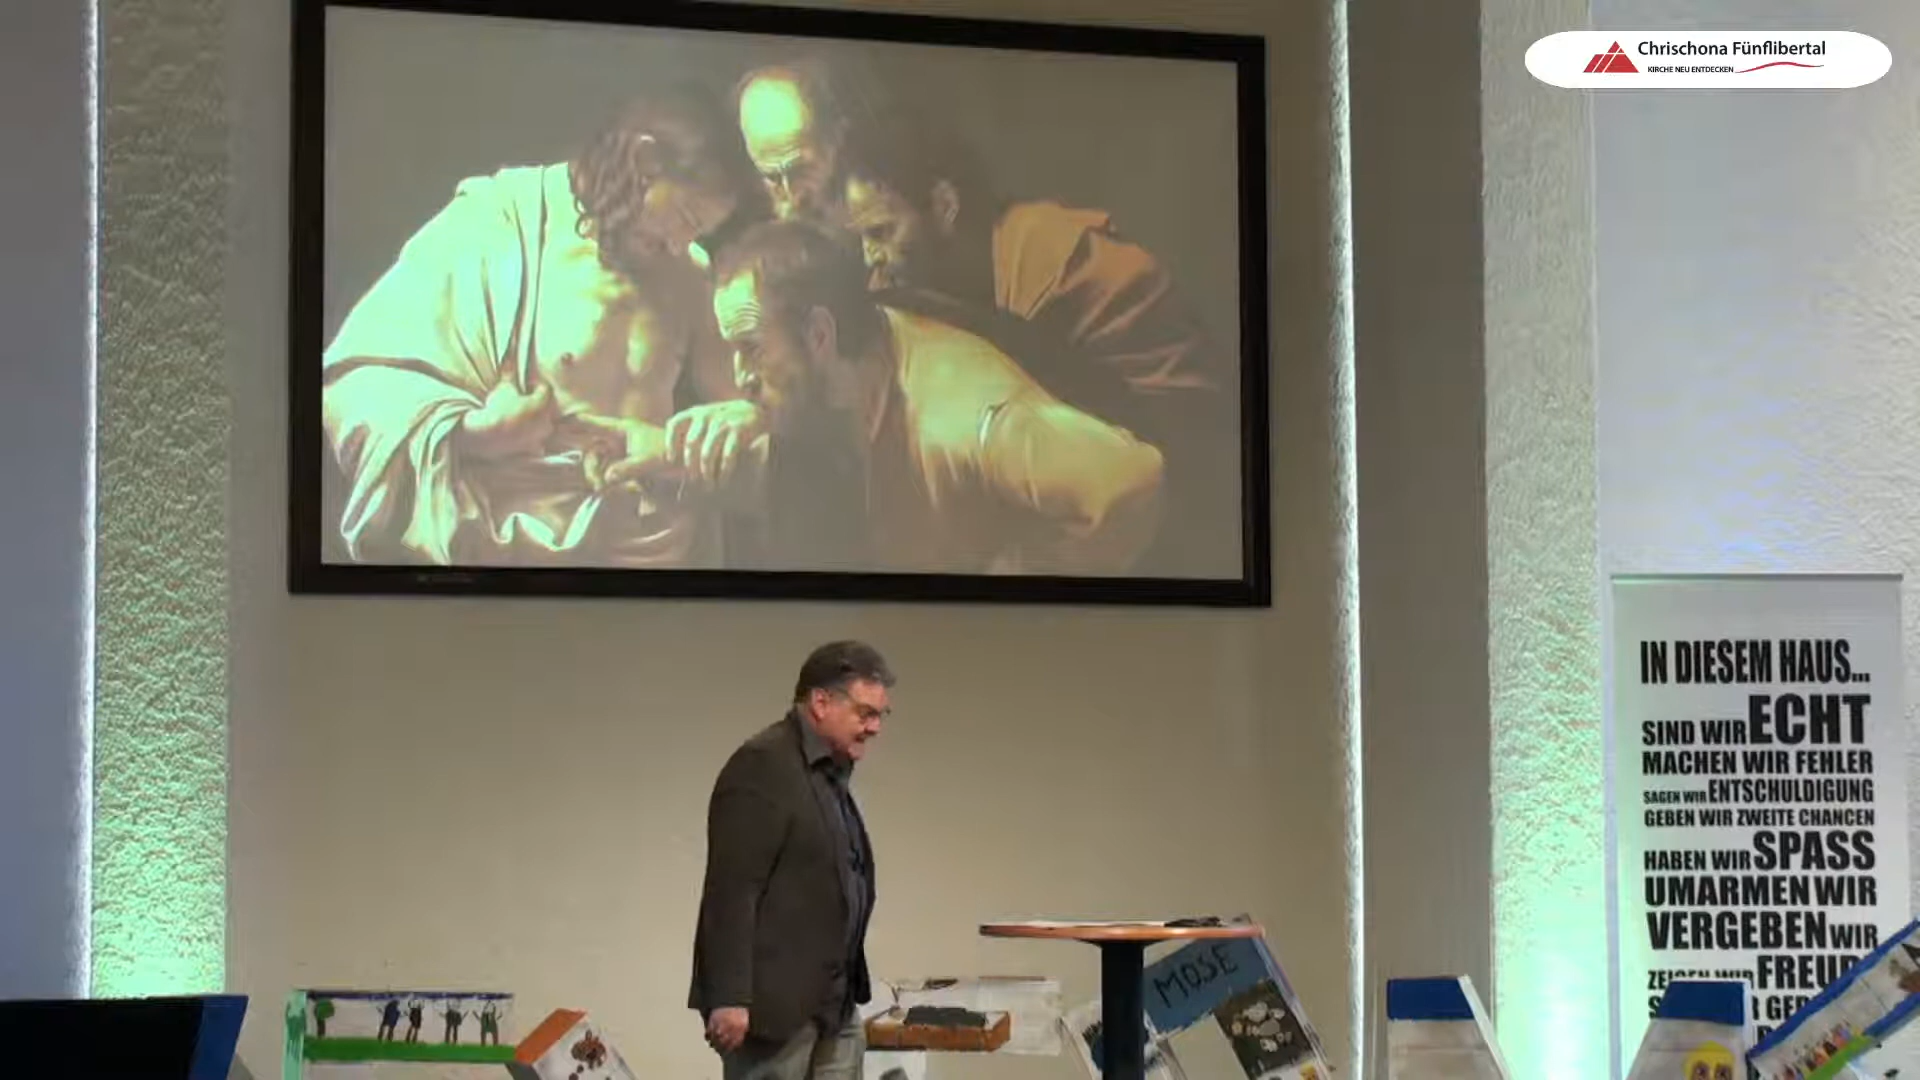 Chrischona Fünflibertal
KIRCHE NEU ENTDECKEN
IN DIESEM HAUS...
SIND WIR ECHT
MACHEN WIR FEHLER
SAGEN WIR ENTSCHULDIGUNG
GEBEN WIR ZWEITE CHANCEN
HABEN WIR SPASS
UMARMEN WIR
VERGEBEN WIR
MOSE